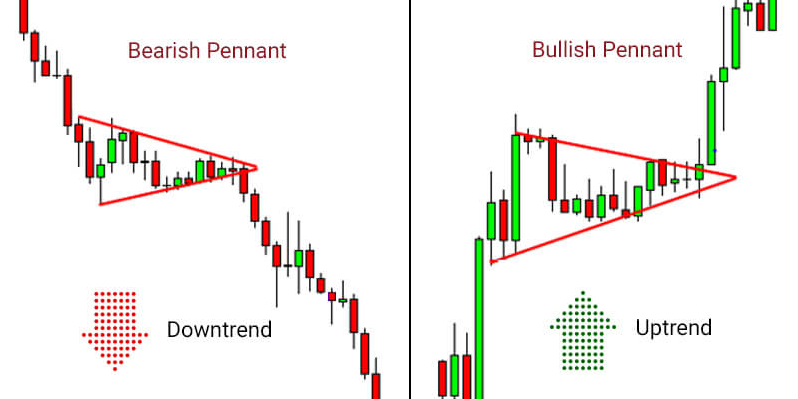 Bearish Pennant
Downtrend
Bullish Pennant
Uptrend